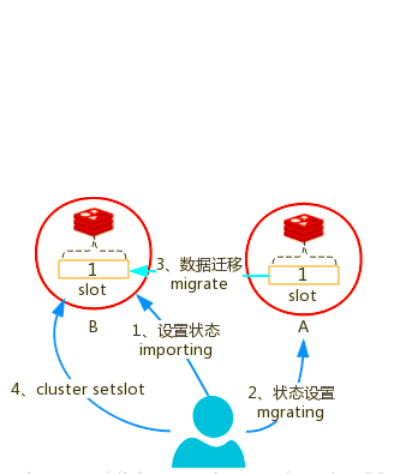 1
slot
B
3、数据迁移
migrate
1
slot
A
1、设置状态
importing
4、cluster setslot
2、状态设置
mgrating